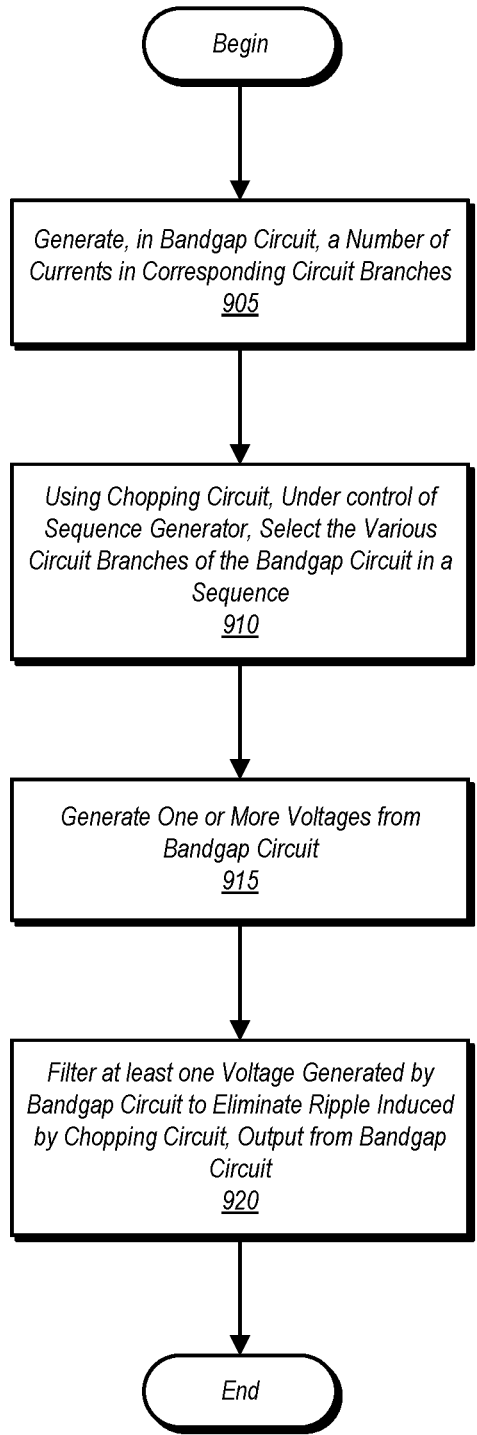 Begin
Generate, in Bandgap Circuit, a Number of
Currents in Corresponding Circuit Branches
905
Using Chopping Circuit, Under control of
Sequence Generator, Select the Various
Circuit Branches of the Bandgap Circuit in a
Sequence
910
Generate One or More Voltages from
Bandgap Circuit
915
Filter at least one Voltage Generated by
Bandgap Circuit to Eliminate Ripple Induced
by Chopping Circuit, Output from Bandgap
Circuit
920
End